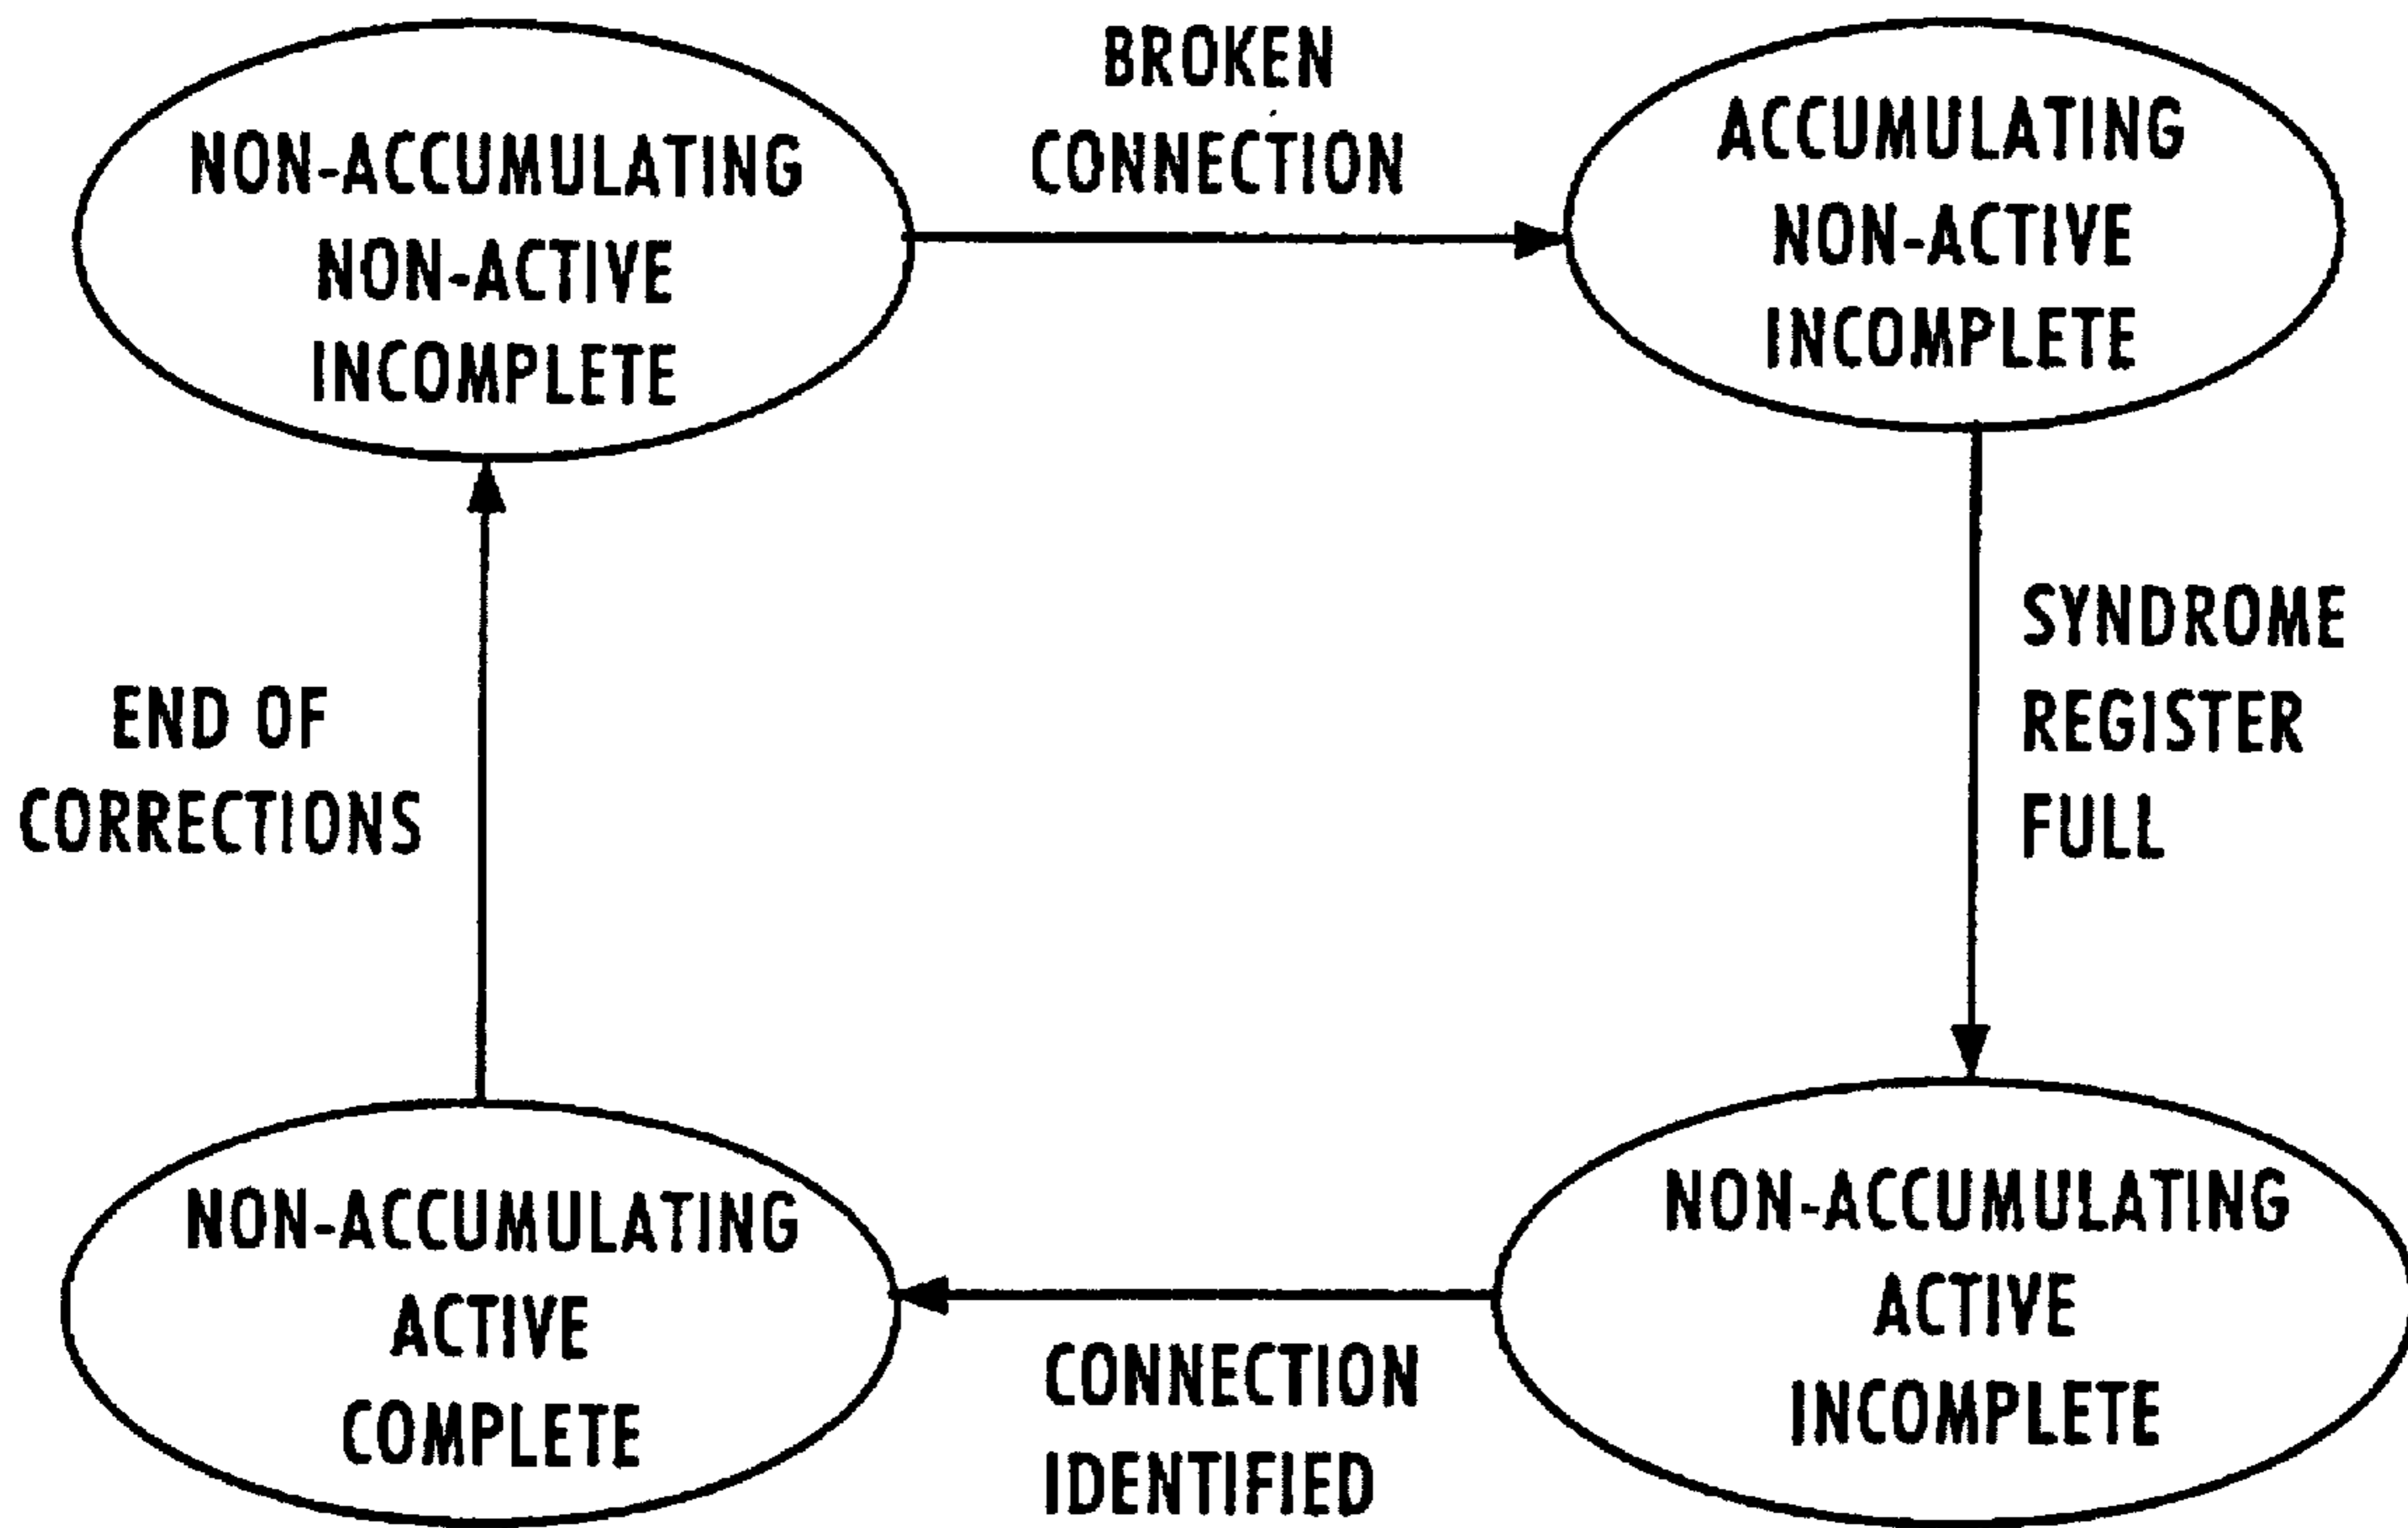 NON-ACCUMULATING
NON-ACTIVE
INCOMPLETE
BROKEN
CONNECTION
ACCUMULATING
NON-ACTIVE
INCOMPLETE
SYNDROME
REGISTER
FULL
NON-ACCUMULATING
ACTIVE
INCOMPLETE
CONNECTION
IDENTIFIED
NON-ACCUMULATING
ACTIVE
COMPLETE
END OF
CORRECTIONS